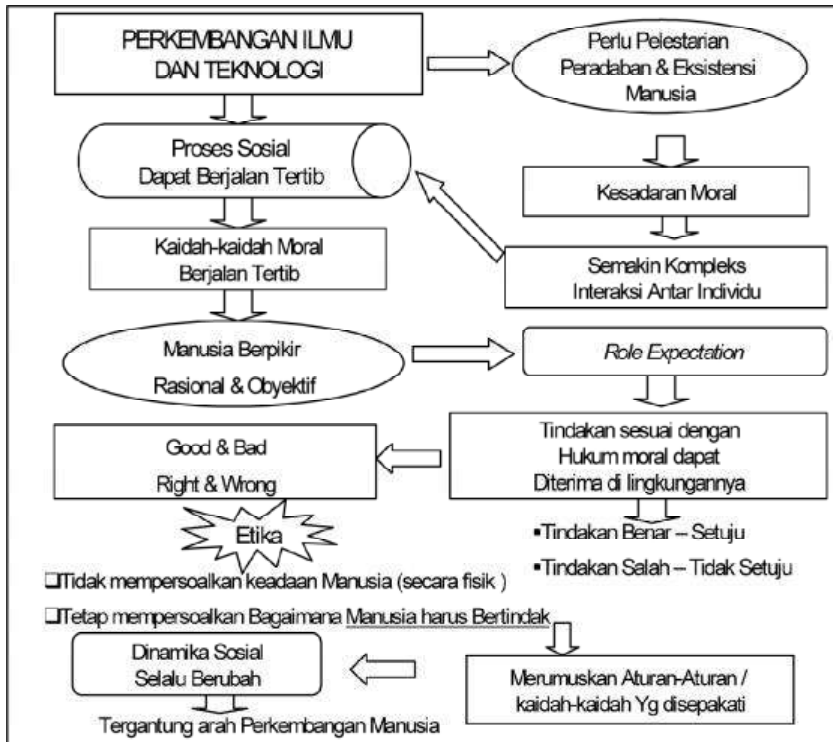 PERKEMBANGAN ILMU
DAN TEKNOLOGI
Perlu Pelestarian
Peradaban & Eksistensi
Manusia
Proses Sosial
Dapat Berjalan Tertib
Kesadaran Moral
Kaidah-kaidah Moral
Berjalan Tertib
Semakin Kompleks
Interaksi Antar Individu
Manusia Berpikir
Rasional & Obyektif
Role Expectation
Good & Bad
Right & Wrong
Tindakan sesuai dengan
Hukum moral dapat
Diterima di lingkungannya
Etika
▪Tindakan Benar – Setuju
▪Tindakan Salah – Tidak Setuju
❑Tidak mempersoalkan keadaan Manusia (secara fisik )
❑Tetap mempersoalkan Bagaimana Manusia harus Bertindak
Dinamika Sosial
Selalu Berubah
Merumuskan Aturan-Aturan /
kaidah-kaidah Yg disepakati
Tergantung arah Perkembangan Manusia